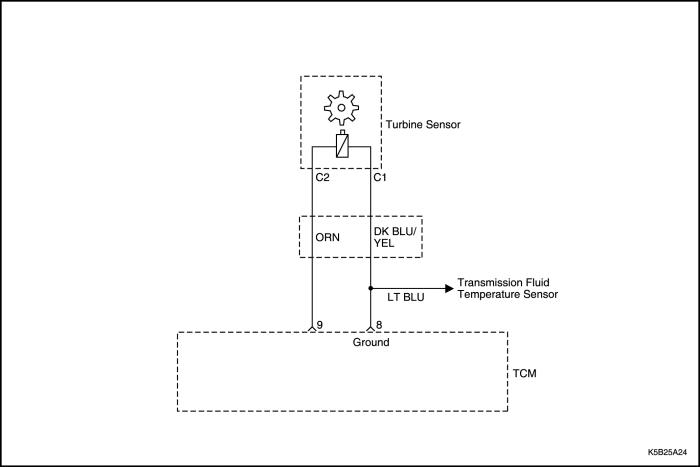 Turbine Sensor
C2
C1
ORN
DK BLU/
YEL
Transmission Fluid
Temperature Sensor
LT BLU
9
8
Ground
TCM
K5B25A24